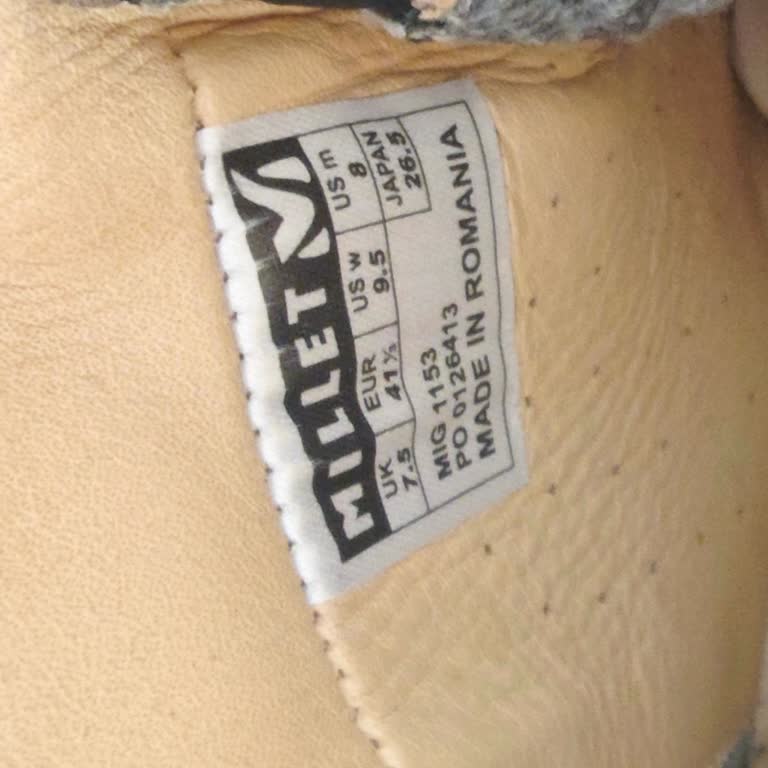 MILLET
UK EUR US w US m
7.5 41⅓ 9.5 8
JAPAN
26.5
MIG 1153
PO 0126413
MADE IN ROMANIA